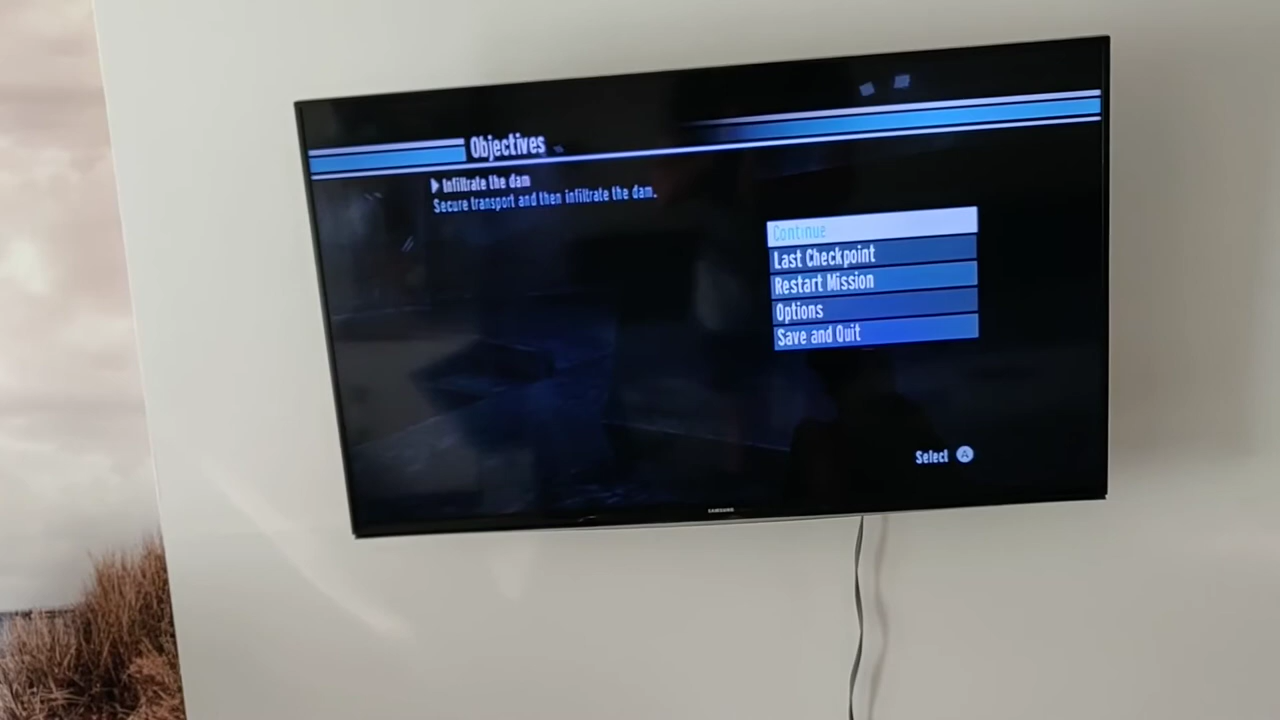 Objectives
Infiltrate the dam
Secure transport and then infiltrate the dam.
Continue
Last Checkpoint
Restart Mission
Options
Save and Quit
Select A
SAMSUNG